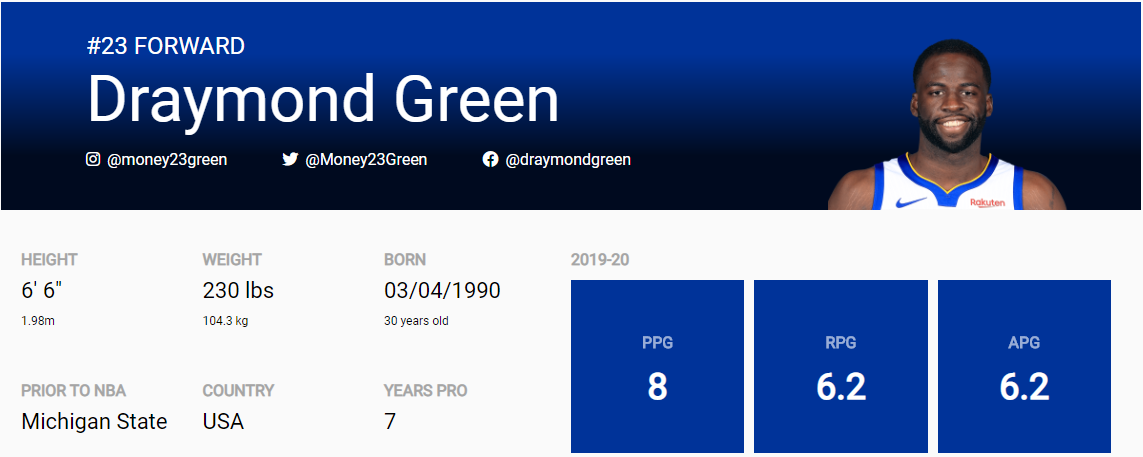 #23 FORWARD
Draymond Green
@money23green @Money23Green @draymondgreen
Rakuten
HEIGHT WEIGHT BORN 2019-20
6' 6" 230 lbs 03/04/1990
1.98m 104.3 kg 30 years old
PPG RPG APG
8 6.2 6.2
PRIOR TO NBA COUNTRY YEARS PRO
Michigan State USA 7